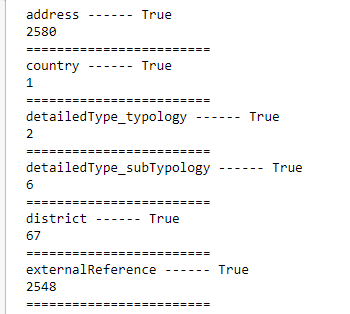 address ------ True
2580
========================
country ------ True
1
========================
detailedType_typology ------ True
2
========================
detailedType_subTypology ------ True
6
========================
district ------ True
67
========================
externalReference ------ True
2548
========================